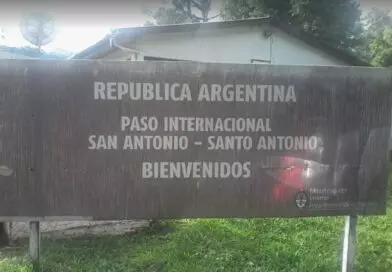 REPUBLICA ARGENTINA
PASO INTERNACIONAL
SAN ANTONIO - SANTO ANTONIO
BIENVENIDOS